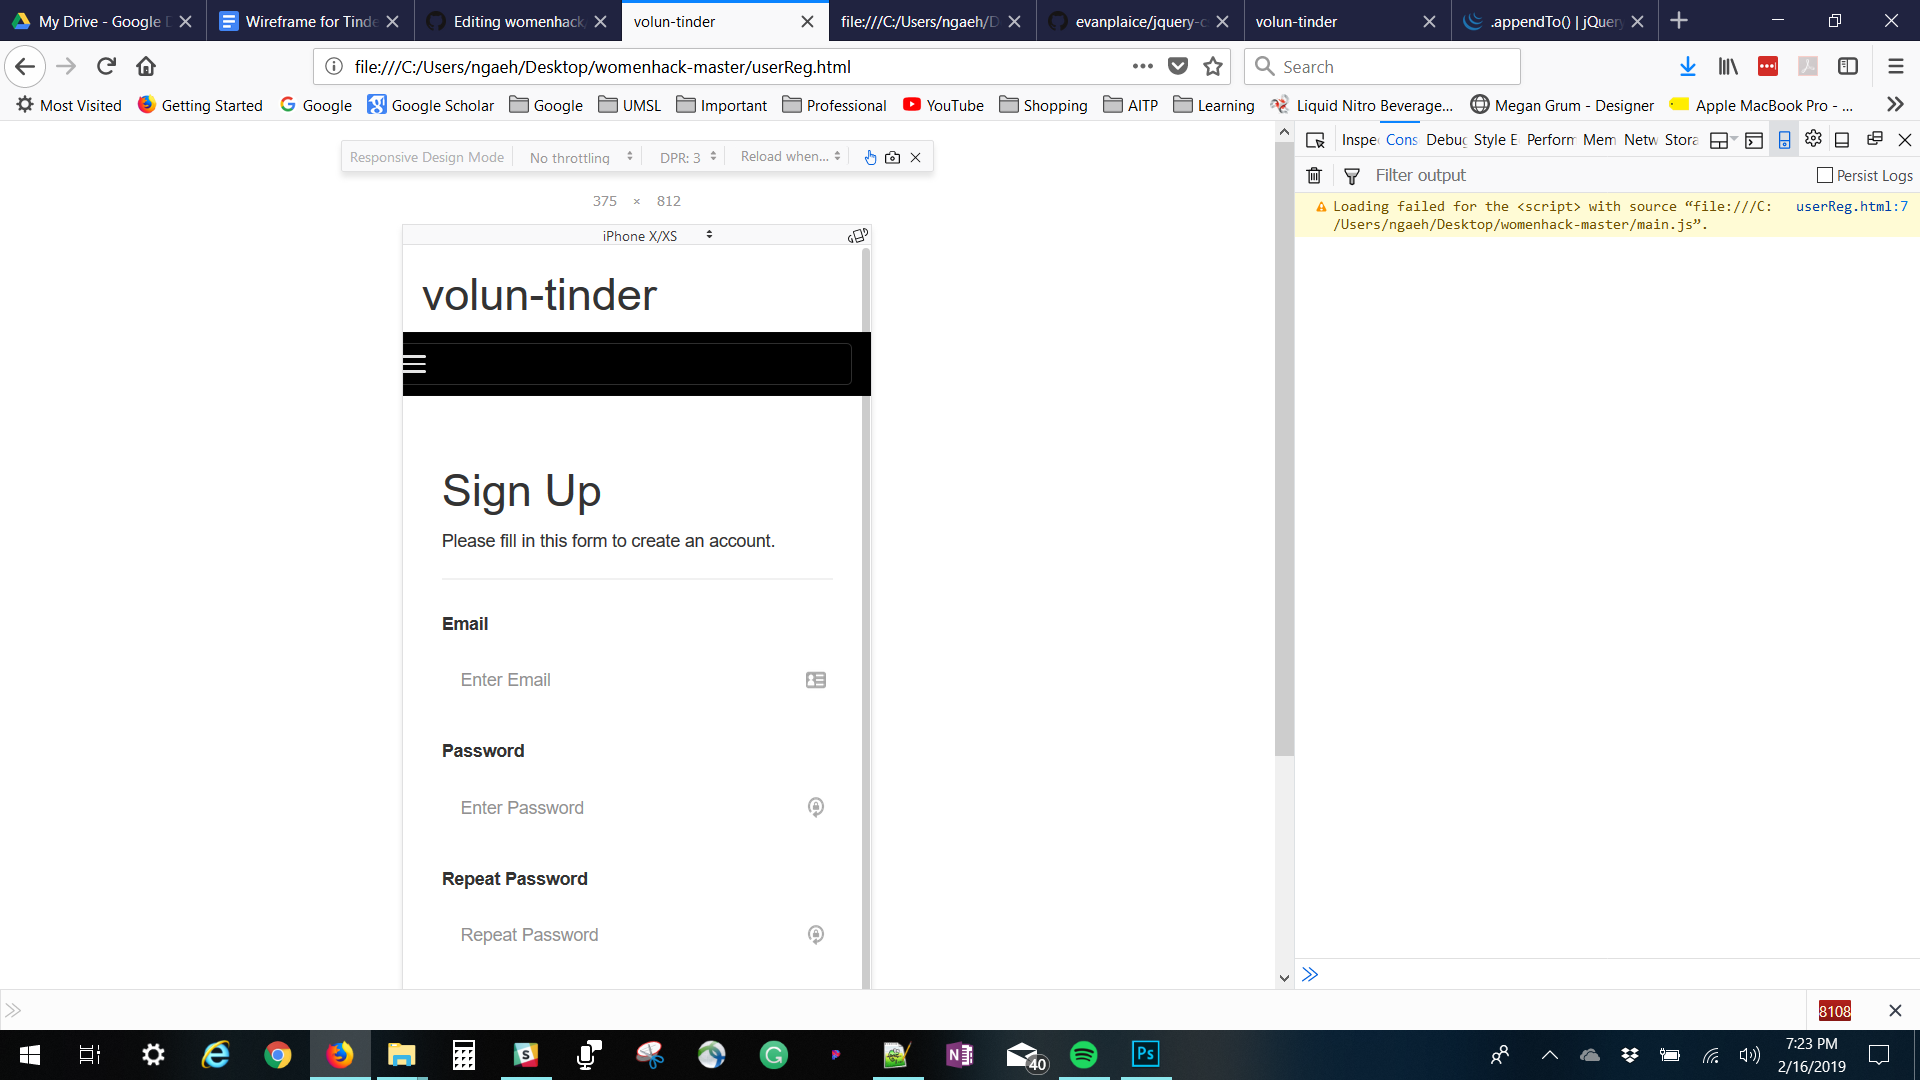 My Drive - Google D
Wireframe for Tinde
Editing womenhack,
volun-tinder
file:///C:/Users/ngaeh/D
evanplaice/jquery-c
volun-tinder
.appendTo() | jQuery
file:///C:/Users/ngaeh/Desktop/womenhack-master/userReg.html
Search
Most Visited
Getting Started
Google
Google Scholar
Google
UMSL
Important
Professional
YouTube
Shopping
AITP
Learning
Liquid Nitro Beverage...
Megan Grum - Designer
Apple MacBook Pro - ...
Responsive Design Mode
No throttling
DPR: 3
Reload when...
375 × 812
iPhone X/XS
volun-tinder
Sign Up
Please fill in this form to create an account.
Email
Enter Email
Password
Enter Password
Repeat Password
Repeat Password
Inspe Cons Debug Style E Perform Mem Netw Stora
Filter output
Persist Logs
Loading failed for the <script> with source “file:///C: userReg.html:7
/Users/ngaeh/Desktop/womenhack-master/main.js”.
8108
40
Ps
7:23 PM
2/16/2019